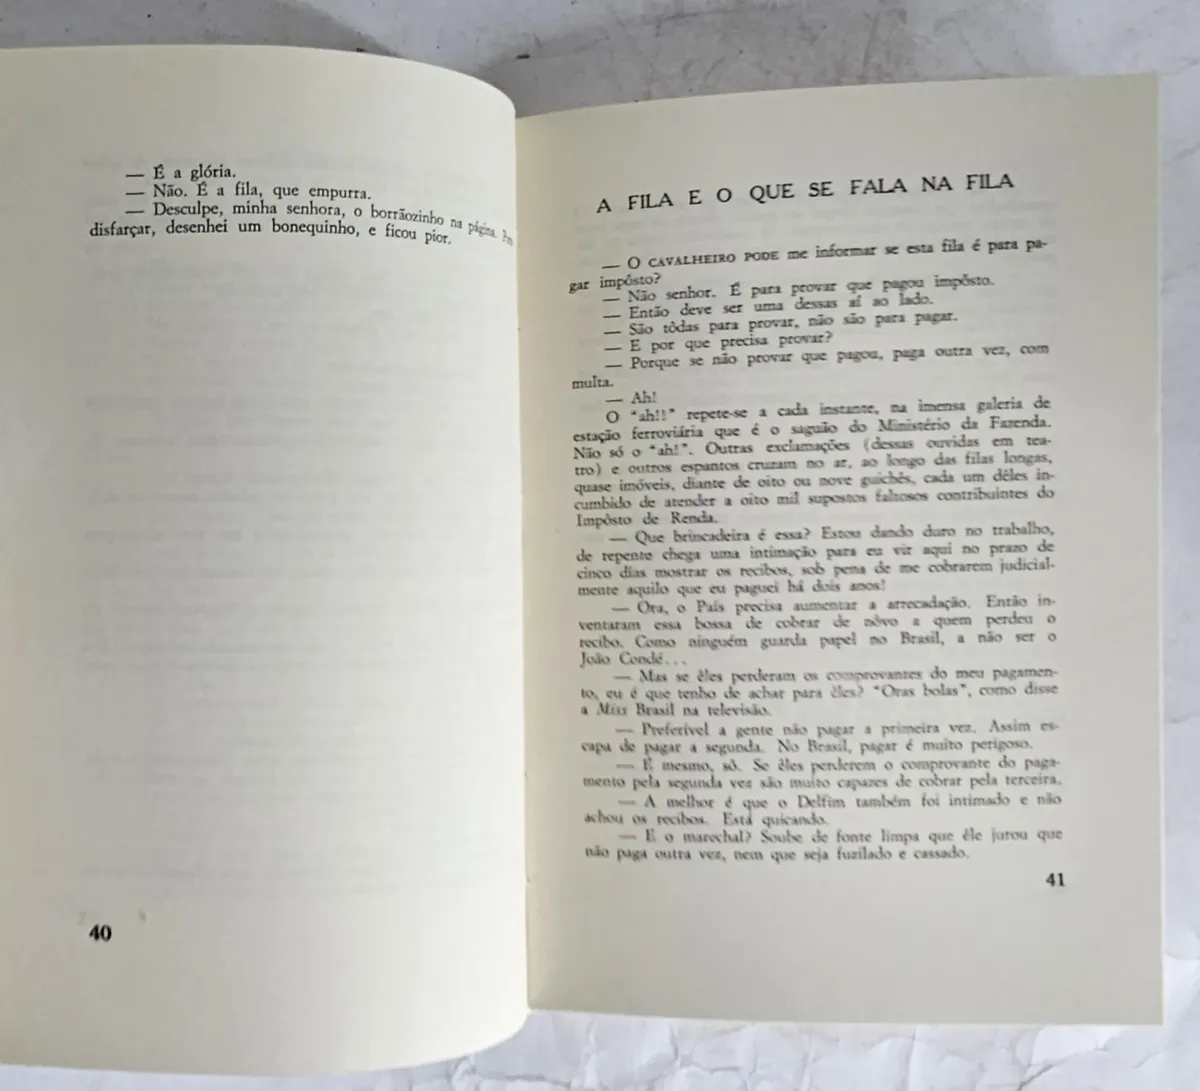 — É a glória.
— Não. É a fila, que empurra.
— Desculpe, minha senhora, o borrãozinho na página. Pra
disfarçar, desenhei um bonequinho, e ficou pior.
40
A FILA E O QUE SE FALA NA FILA
— O CAVALHEIRO PODE me informar se esta fila é para pa-
gar impôsto?
— Não senhor. É para provar que pagou impôsto.
— Então deve ser uma dessas aí ao lado.
— São tôdas para provar, não são para pagar.
— E por que precisa provar?
— Porque se não provar que pagou, paga outra vez, com
multa.
— Ah!
O “ah!!” repete-se a cada instante, na imensa galeria de
estação ferroviária que é o saguão do Ministério da Fazenda.
Não só o “ah!”. Outras exclamações (dessas ouvidas em tea-
tro) e outros espantos cruzam no ar, ao longo das filas longas,
quase imóveis, diante de oito ou nove guichês, cada um dêles in-
cumbido de atender a oito mil supostos faltosos contribuintes do
Impôsto de Renda.
— Que brincadeira é essa? Estou dando duro no trabalho,
de repente chega uma intimação para eu vir aqui no prazo de
cinco dias mostrar os recibos, sob pena de me cobrarem judicial-
mente aquilo que eu paguei há dois anos!
— Ora, o País precisa aumentar a arrecadação. Então in-
ventaram essa bossa de cobrar de nôvo a quem perdeu o
recibo. Como ninguém guarda papel no Brasil, a não ser o
João Condé...
— Mas se êles perderam os comprovantes do meu pagamen-
to, eu é que tenho de achar para êles? “Oras bolas”, como disse
a Miss Brasil na televisão.
— Preferível a gente não pagar a primeira vez. Assim es-
capa de pagar a segunda. No Brasil, pagar é muito perigoso.
— É mesmo, só. Se êles perderem o comprovante do paga-
mento pela segunda vez são muito capazes de cobrar pela terceira.
— A melhor é que o Delfim também foi intimado e não
achou os recibos. Está quicando.
— E o marechal? Soube de fonte limpa que êle jurou que
não paga outra vez, nem que seja fuzilado e cassado.
41